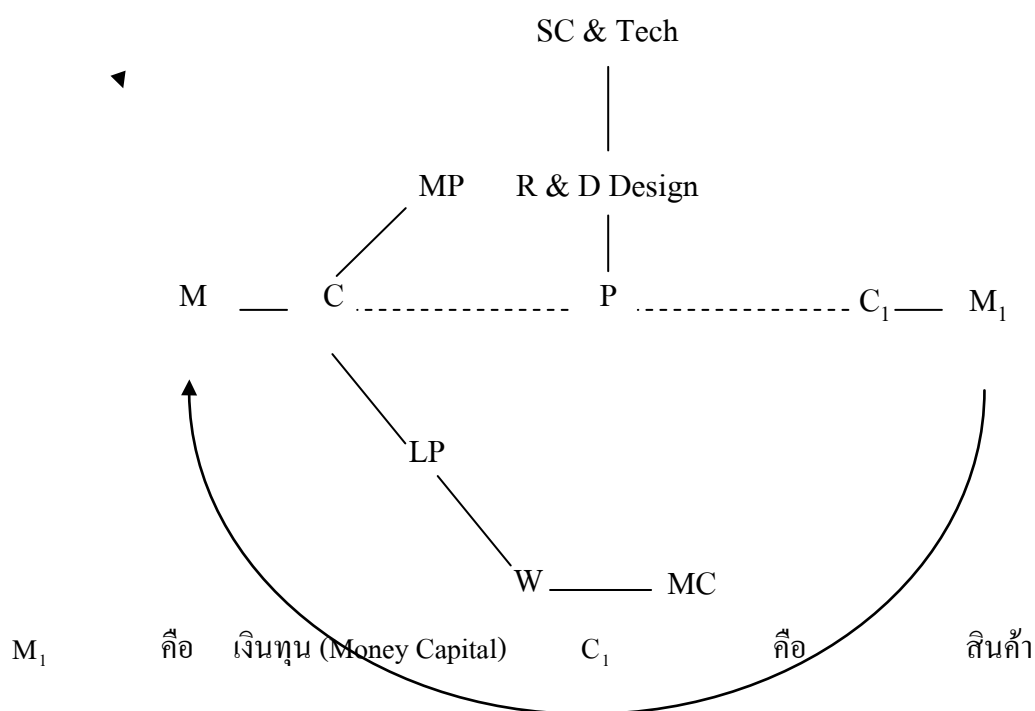 SC & Tech
MP R & D Design
M C P C₁ M₁
LP
W MC
M₁ คือ เงินทุน (Money Capital) C₁ คือ สินค้า